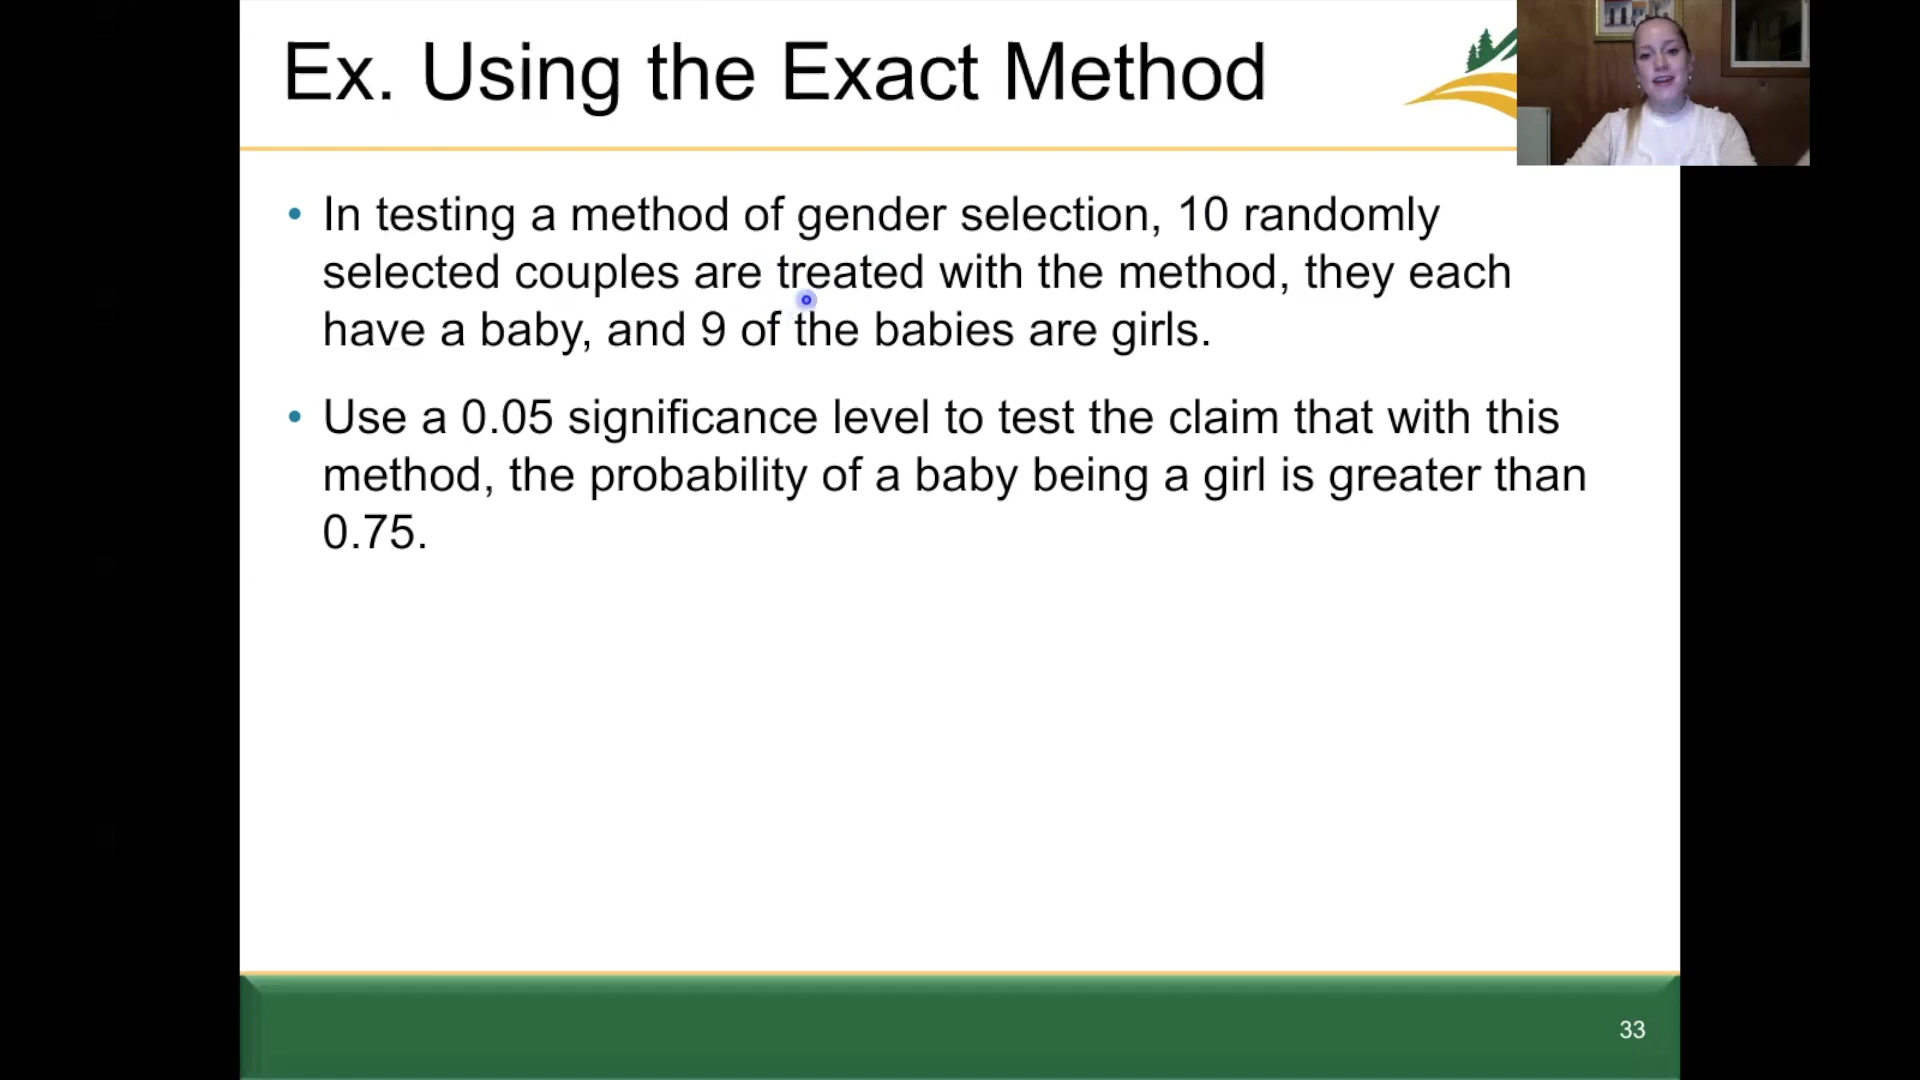 Ex. Using the Exact Method
• In testing a method of gender selection, 10 randomly
selected couples are treated with the method, they each
have a baby, and 9 of the babies are girls.
• Use a 0.05 significance level to test the claim that with this
method, the probability of a baby being a girl is greater than
0.75.
33